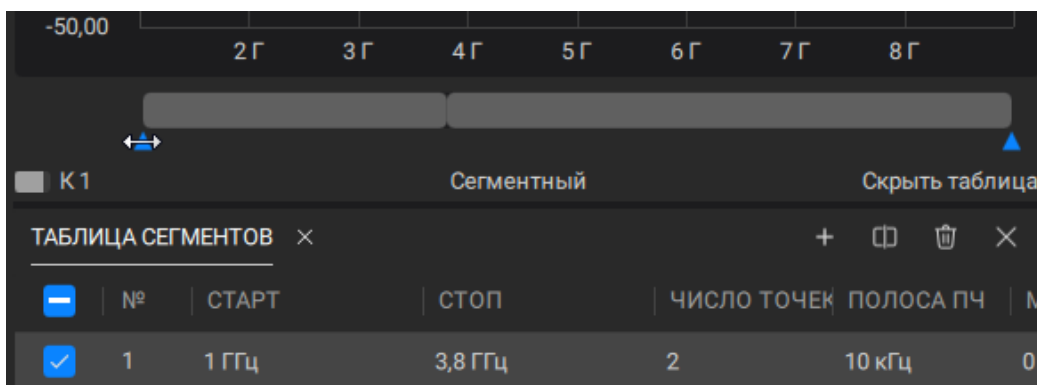 -50,00
2 Г 3 Г 4 Г 5 Г 6 Г 7 Г 8 Г
К 1 Сегментный Скрыть таблица
ТАБЛИЦА СЕГМЕНТОВ
№ СТАРТ СТОП ЧИСЛО ТОЧЕК ПОЛОСА ПЧ
1 1 ГГц 3,8 ГГц 2 10 кГц 0